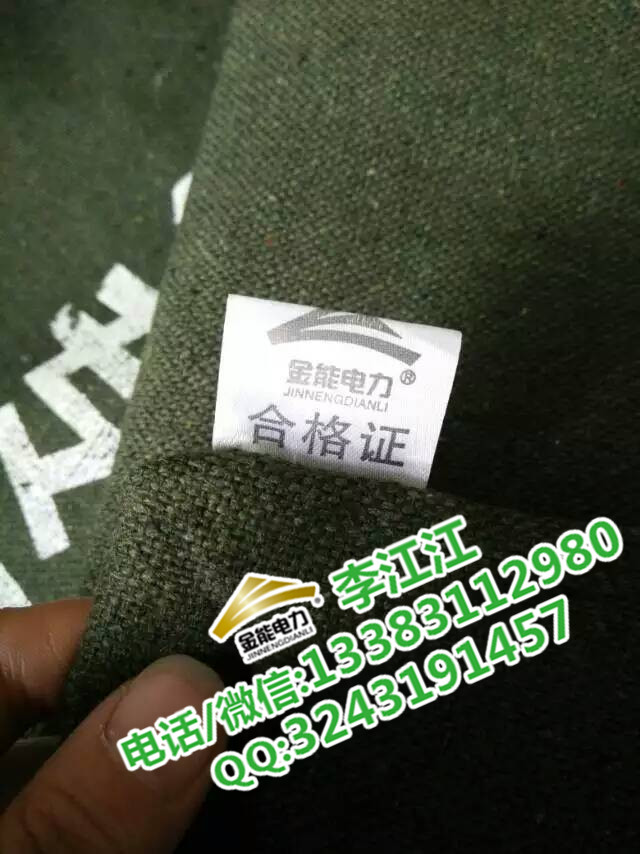 金能电力®
JINNENGDIANLI
合格证
金能电力®
JINNENGDIANLI
李江江
电话/微信:13383112980
QQ:3243191457